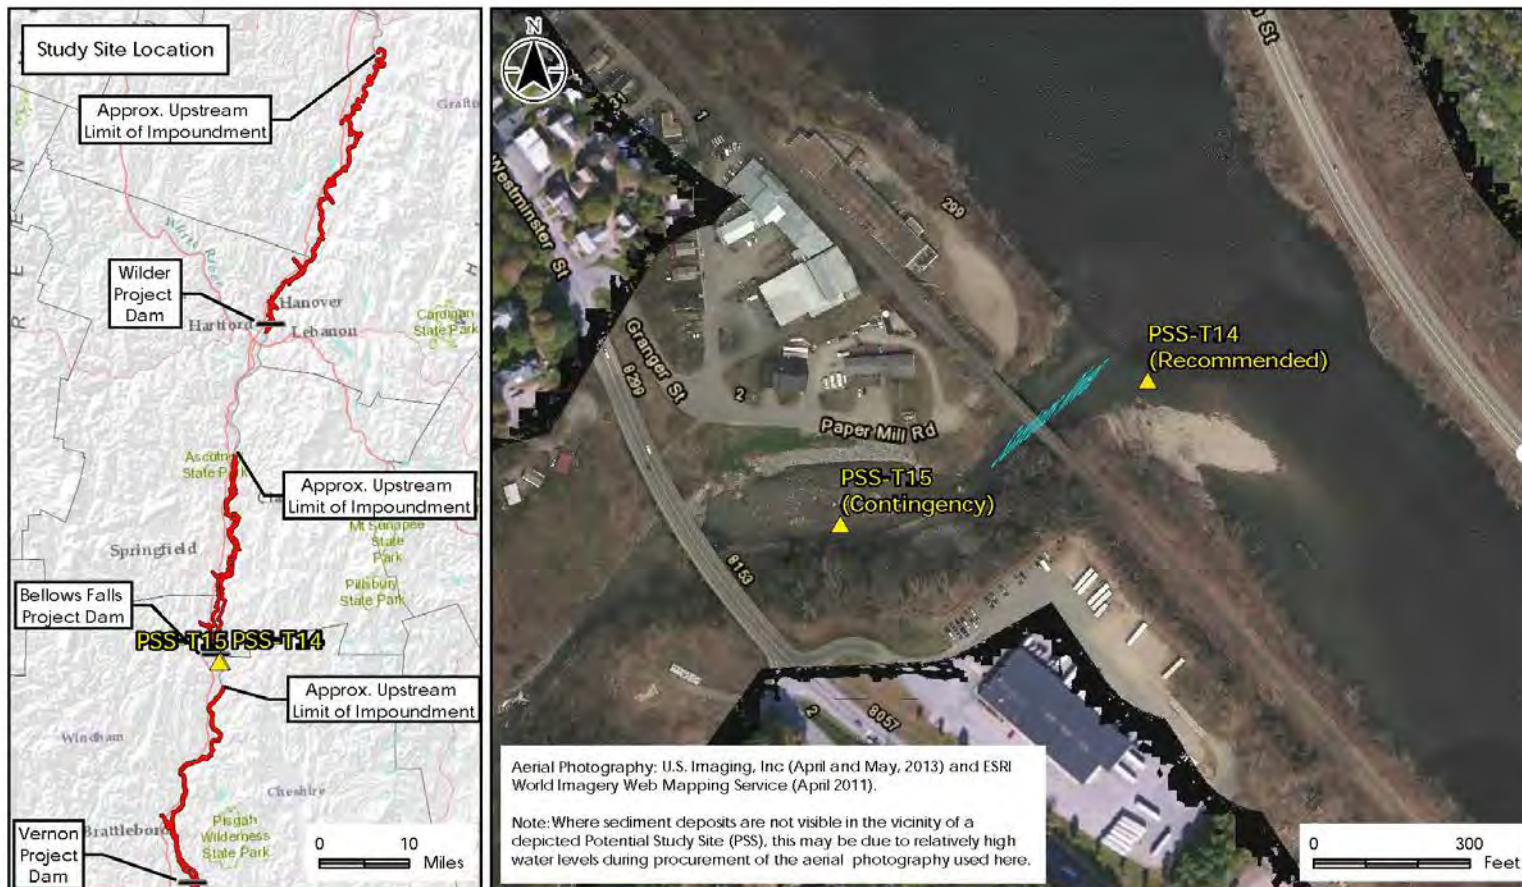 Study Site Location
Approx. Upstream
Limit of Impoundment
Wilder
Project
Dam
Hanover
Hartford
Lebanon
Cardigan
State Park
White River
Ascutney
State Park
Approx. Upstream
Limit of Impoundment
Mt Sunapee
State
Park
Springfield
Pillsbury
State Park
Bellows Falls
Project Dam
PSS-T15 PSS-T14
Approx. Upstream
Limit of Impoundment
Windham
Cheshire
Brattleboro
Pisgah
Wilderness
State Park
Vernon
Project
Dam
0 10
Miles
N
37
1
Westminster St
299
St
Granger St
8299
2
Paper Mill Rd
PSS-T14
(Recommended)
PSS-T15
(Contingency)
8153
2
8057
Aerial Photography: U.S. Imaging, Inc (April and May, 2013) and ESRI
World Imagery Web Mapping Service (April 2011).
Note: Where sediment deposits are not visible in the vicinity of a
depicted Potential Study Site (PSS), this may be due to relatively high
water levels during procurement of the aerial photography used here.
0 300
Feet